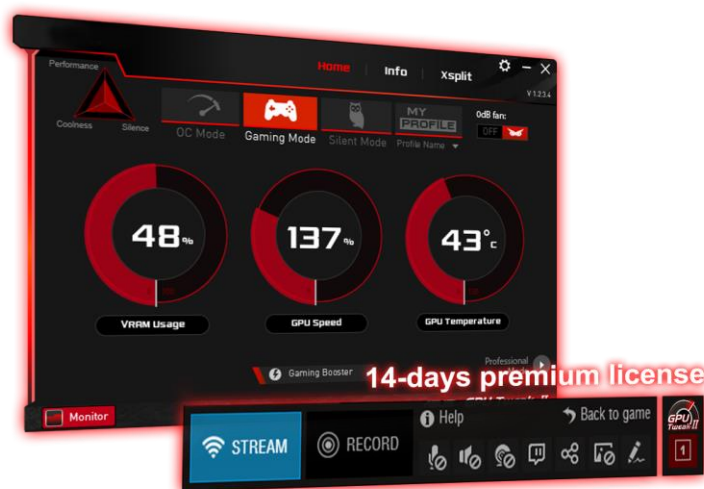 Performance
Coolness
Silence
Home
Info
Xsplit
V 1.2.3.4
OC Mode
Gaming Mode
Silent Mode
MY
PROFILE
Profile Name
0dB fan:
OFF
48%
137%
43°c
VRAM Usage
GPU Speed
GPU Temperature
Gaming Booster
Professional
14-days premium license
Monitor
STREAM
RECORD
Help
Back to game
GPU
Tweak II
1